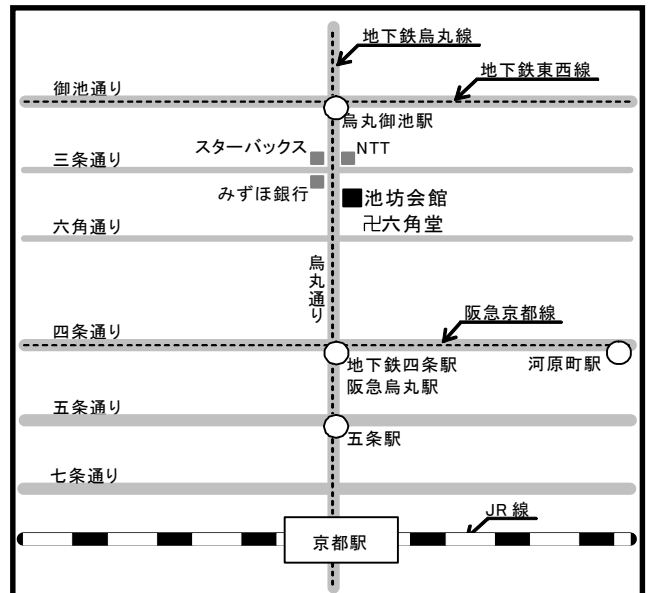 地下鉄烏丸線
地下鉄東西線
御池通り
烏丸御池駅
スターバックス
NTT
三条通り
みずほ銀行
池坊会館
卍六角堂
六角通り
烏丸通り
阪急京都線
四条通り
地下鉄四条駅
阪急烏丸駅
河原町駅
五条通り
五条駅
七条通り
JR 線
京都駅